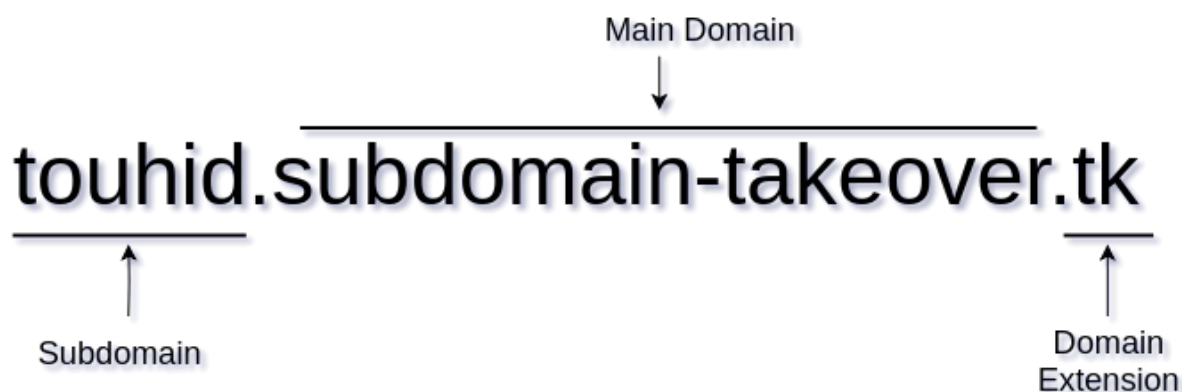 Main Domain
touhid.subdomain-takeover.tk
Subdomain
Domain
Extension